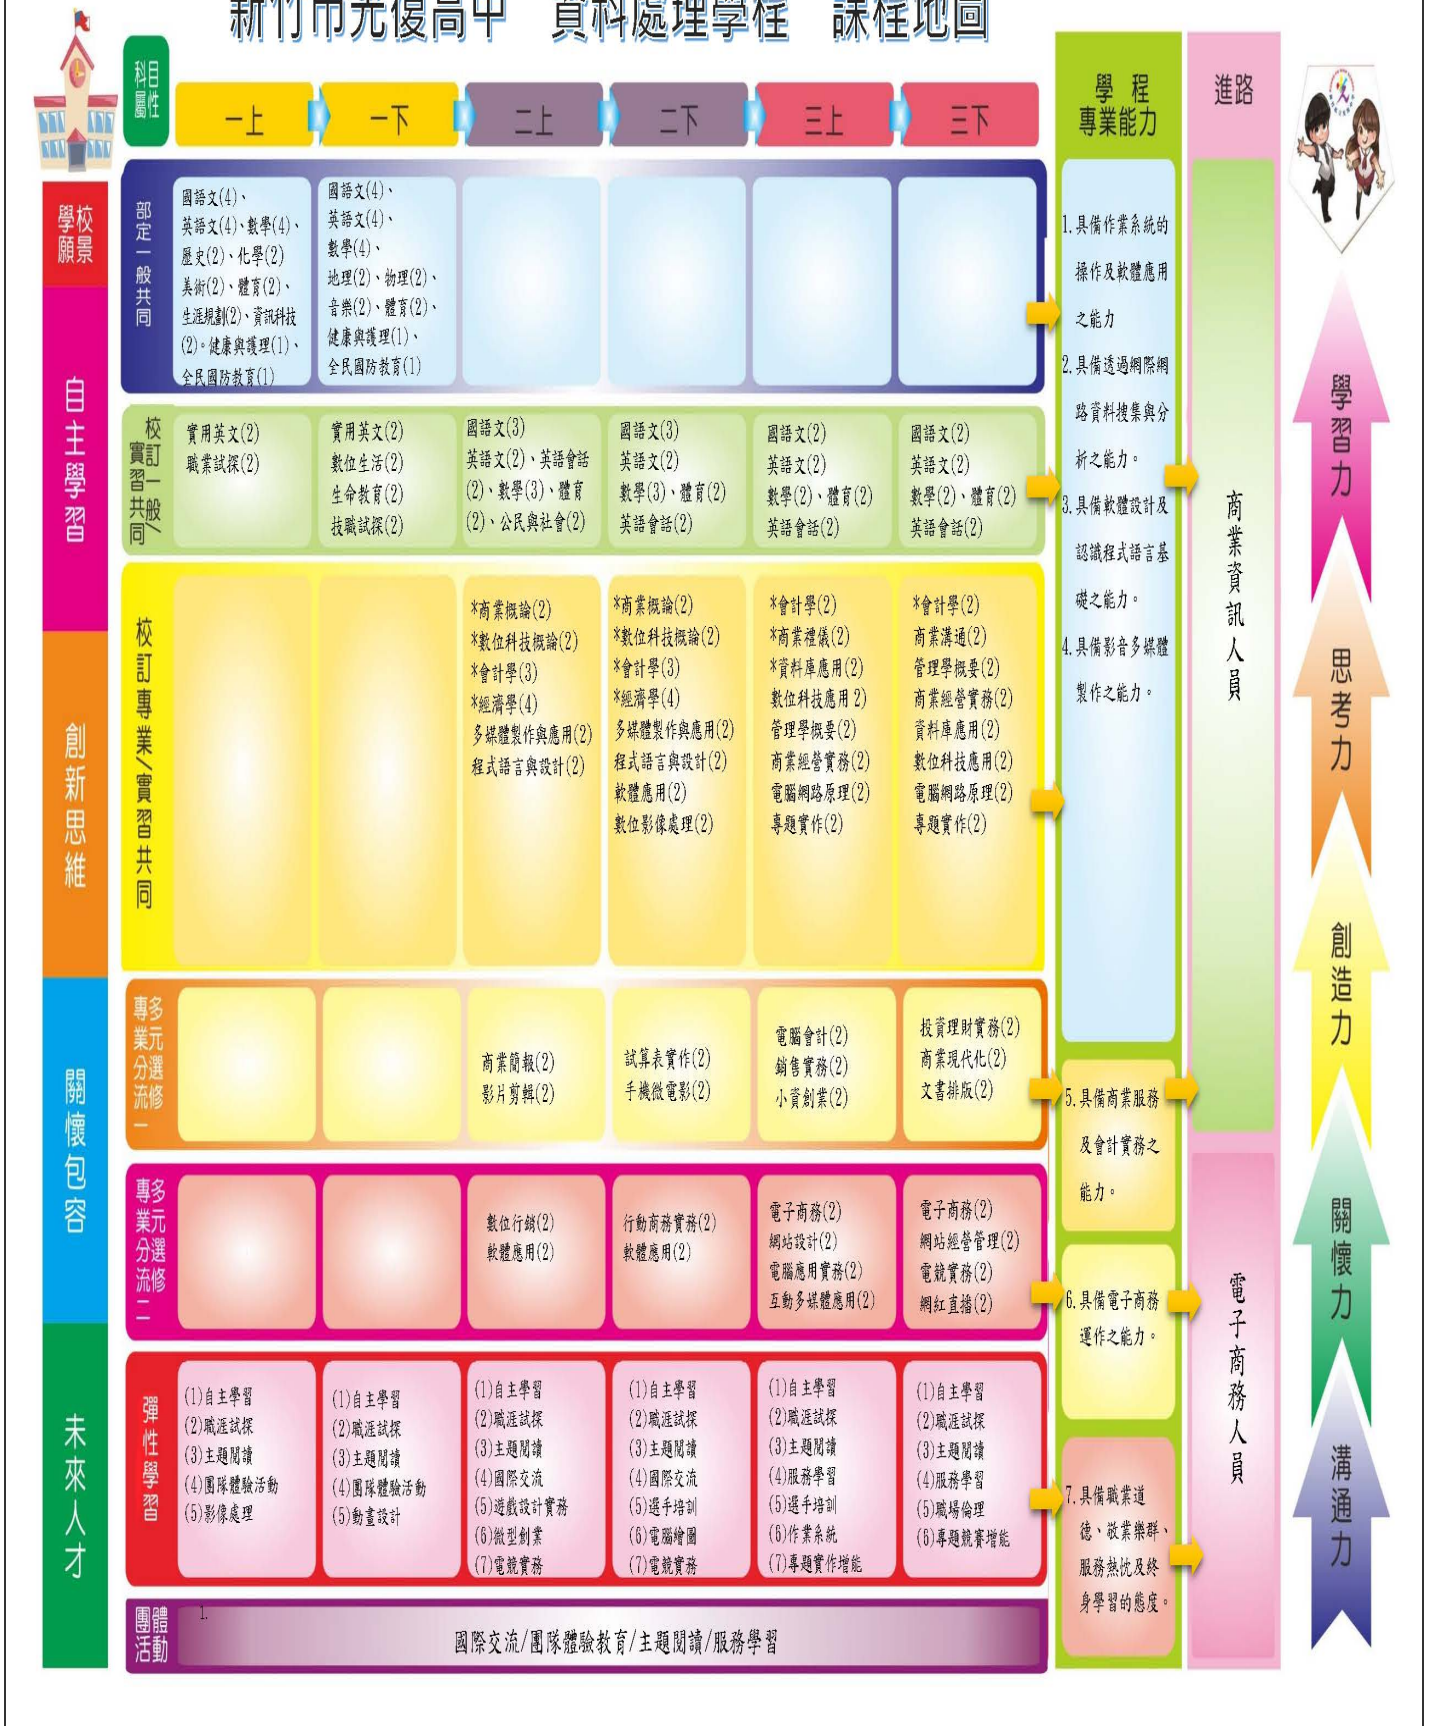 新竹市光復高中　資料處理學程　課程地圖
科目
屬性
一上
一下
二上
二下
三上
三下
學　程
專業能力
進路
學校
願景
自主學習
創新思維
關懷包容
未來人才
部定一般共同
國語文(4)、
英語文(4)、數學(4)、
歷史(2)、化學(2)
美術(2)、體育(2)、
生涯規劃(2)、資訊科技
(2)。健康與護理(1)、
全民國防教育(1)
國語文(4)、
英語文(4)、
數學(4)、
地理(2)、物理(2)、
音樂(2)、體育(2)、
健康與護理(1)、
全民國防教育(1)
校訂一般/
實習共同
實用英文(2)
職業試探(2)
實用英文(2)
數位生活(2)
生命教育(2)
技職試探(2)
國語文(3)
英語文(2)、英語會話
(2)、數學(3)、體育
(2)、公民與社會(2)
國語文(3)
英語文(2)
數學(3)、體育(2)
英語會話(2)
國語文(2)
英語文(2)
數學(2)、體育(2)
英語會話(2)
國語文(2)
英語文(2)
數學(2)、體育(2)
英語會話(2)
校訂專業/實習共同
*商業概論(2)
*數位科技概論(2)
*會計學(3)
*經濟學(4)
多媒體製作與應用(2)
程式語言與設計(2)
*商業概論(2)
*數位科技概論(2)
*會計學(3)
*經濟學(4)
多媒體製作與應用(2)
程式語言與設計(2)
軟體應用(2)
數位影像處理(2)
*會計學(2)
*商業禮儀(2)
*資料庫應用(2)
數位科技應用 2)
管理學概要(2)
商業經營實務(2)
電腦網路原理(2)
專題實作(2)
*會計學(2)
商業溝通(2)
管理學概要(2)
商業經營實務(2)
資料庫應用(2)
數位科技應用(2)
電腦網路原理(2)
專題實作(2)
多元選修
專業分流一
商業簡報(2)
影片剪輯(2)
試算表實作(2)
手機微電影(2)
電腦會計(2)
銷售實務(2)
小資創業(2)
投資理財實務(2)
商業現代化(2)
文書排版(2)
多元選修
專業分流二
數位行銷(2)
軟體應用(2)
行動商務實務(2)
軟體應用(2)
電子商務(2)
網站設計(2)
電腦應用實務(2)
互動多媒體應用(2)
電子商務(2)
網站經營管理(2)
電競實務(2)
網紅直播(2)
彈性學習
(1)自主學習
(2)職涯試探
(3)主題閱讀
(4)團隊體驗活動
(5)影像處理
(1)自主學習
(2)職涯試探
(3)主題閱讀
(4)團隊體驗活動
(5)動畫設計
(1)自主學習
(2)職涯試探
(3)主題閱讀
(4)國際交流
(5)遊戲設計實務
(6)微型創業
(7)電競實務
(1)自主學習
(2)職涯試探
(3)主題閱讀
(4)國際交流
(5)選手培訓
(6)電腦繪圖
(7)電競實務
(1)自主學習
(2)職涯試探
(3)主題閱讀
(4)服務學習
(5)選手培訓
(6)作業系統
(7)專題實作增能
(1)自主學習
(2)職涯試探
(3)主題閱讀
(4)服務學習
(5)職場倫理
(6)專題競賽增能
團體
活動
1.
國際交流/團隊體驗教育/主題閱讀/服務學習
1.具備作業系統的
操作及軟體應用
之能力
2.具備透過網際網
路資料搜集與分
析之能力。
3.具備軟體設計及
認識程式語言基
礎之能力。
4.具備影音多媒體
製作之能力。
5.具備商業服務
及會計實務之
能力。
6.具備電子商務
運作之能力。
7.具備職業道
德、敬業樂群、
服務熱忱及終
身學習的態度。
商業資訊人員
電子商務人員
學習力
思考力
創造力
關懷力
溝通力